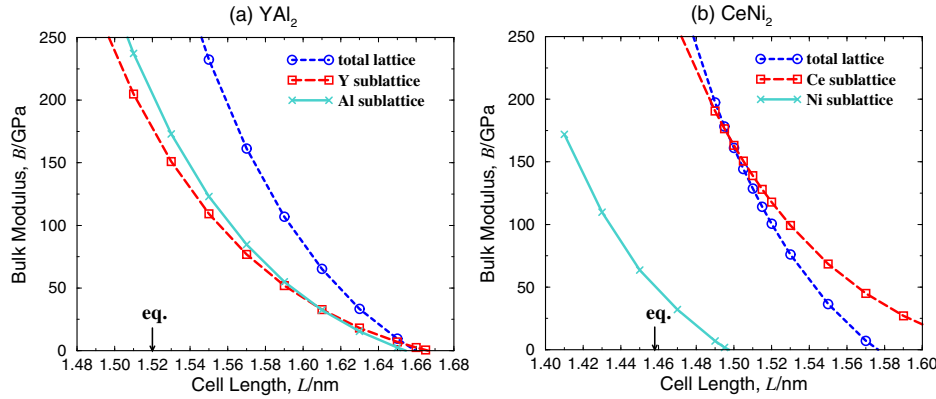 (a) YAl₂
Bulk Modulus, B/GPa
250
200
150
100
50
0
total lattice
Y sublattice
Al sublattice
eq.
1.48 1.50 1.52 1.54 1.56 1.58 1.60 1.62 1.64 1.66 1.68
Cell Length, L/nm
(b) CeNi₂
Bulk Modulus, B/GPa
250
200
150
100
50
0
total lattice
Ce sublattice
Ni sublattice
eq.
1.40 1.42 1.44 1.46 1.48 1.50 1.52 1.54 1.56 1.58 1.60
Cell Length, L/nm